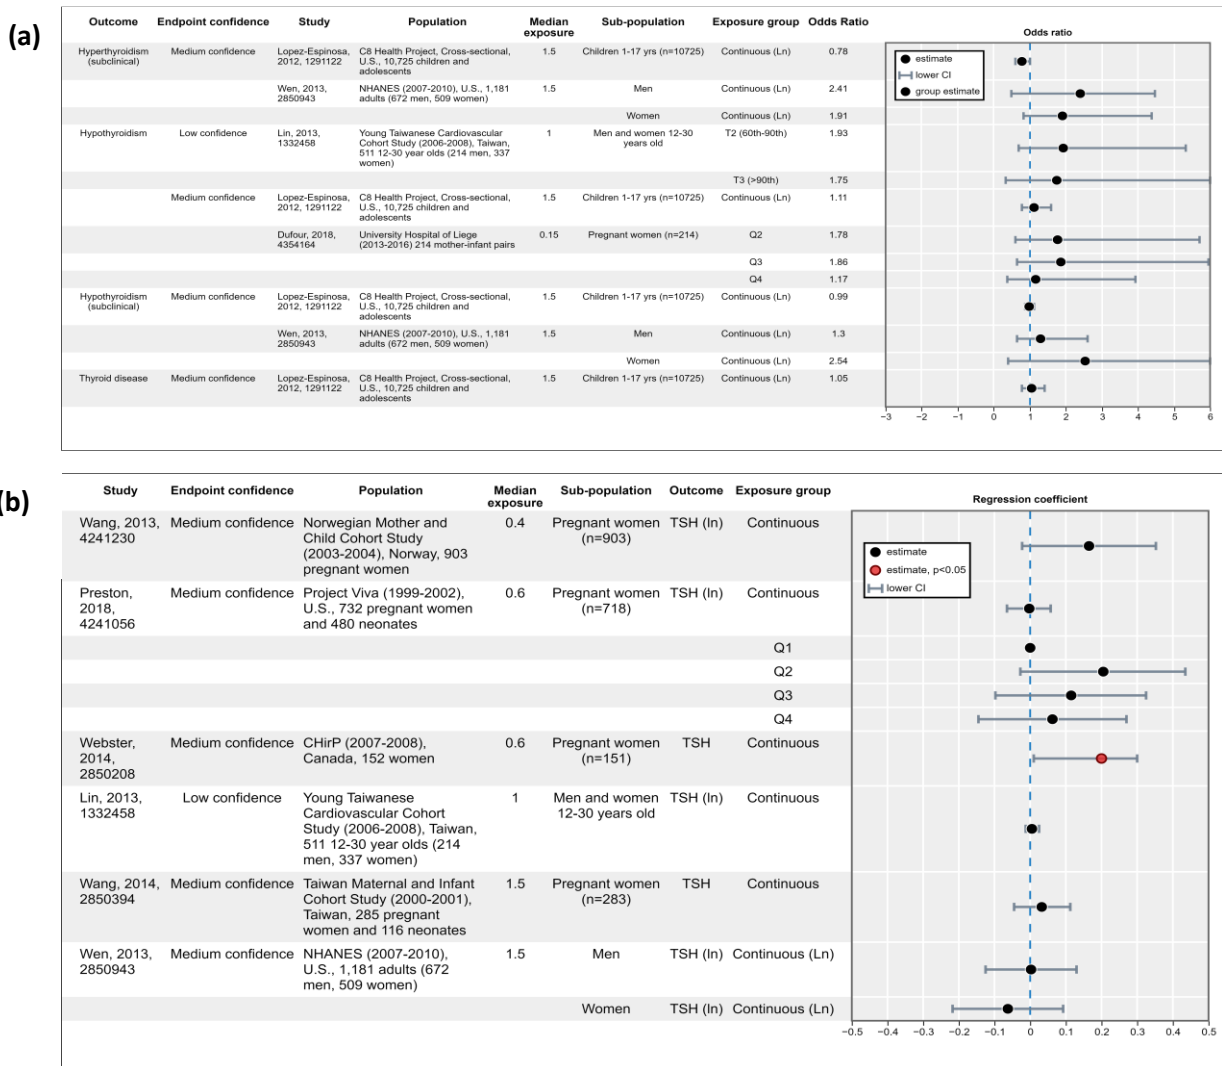 (a)
Outcome Endpoint confidence Study Population Median exposure Sub-population Exposure group Odds Ratio
Odds ratio
estimate
lower CI
group estimate
Hyperthyroidism (subclinical) Medium confidence Lopez-Espinosa, 2012, 1291122 C8 Health Project, Cross-sectional, U.S., 10,725 children and adolescents 1.5 Children 1-17 yrs (n=10725) Continuous (Ln) 0.78
Wen, 2013, 2850943 NHANES (2007-2010), U.S., 1,181 adults (672 men, 509 women) 1.5 Men Continuous (Ln) 2.41
Women Continuous (Ln) 1.91
Hypothyroidism Low confidence Lin, 2013, 1332458 Young Taiwanese Cardiovascular Cohort Study (2006-2008), Taiwan, 511 12-30 year olds (214 men, 337 women) 1 Men and women 12-30 years old T2 (60th-90th) 1.93
T3 (>90th) 1.75
Medium confidence Lopez-Espinosa, 2012, 1291122 C8 Health Project, Cross-sectional, U.S., 10,725 children and adolescents 1.5 Children 1-17 yrs (n=10725) Continuous (Ln) 1.11
Dufour, 2018, 4354164 University Hospital of Liege (2013-2016) 214 mother-infant pairs 0.15 Pregnant women (n=214) Q2 1.78
Q3 1.86
Q4 1.17
Hypothyroidism (subclinical) Medium confidence Lopez-Espinosa, 2012, 1291122 C8 Health Project, Cross-sectional, U.S., 10,725 children and adolescents 1.5 Children 1-17 yrs (n=10725) Continuous (Ln) 0.99
Wen, 2013, 2850943 NHANES (2007-2010), U.S., 1,181 adults (672 men, 509 women) 1.5 Men Continuous (Ln) 1.3
Women Continuous (Ln) 2.54
Thyroid disease Medium confidence Lopez-Espinosa, 2012, 1291122 C8 Health Project, Cross-sectional, U.S., 10,725 children and adolescents 1.5 Children 1-17 yrs (n=10725) Continuous (Ln) 1.05
−3 −2 −1 0 1 2 3 4 5 6
(b)
Study Endpoint confidence Population Median exposure Sub-population Outcome Exposure group
Regression coefficient
estimate
estimate, p<0.05
lower CI
Wang, 2013, 4241230 Medium confidence Norwegian Mother and Child Cohort Study (2003-2004), Norway, 903 pregnant women 0.4 Pregnant women (n=903) TSH (ln) Continuous
Preston, 2018, 4241056 Medium confidence Project Viva (1999-2002), U.S., 732 pregnant women and 480 neonates 0.6 Pregnant women (n=718) TSH (ln) Continuous
Q1
Q2
Q3
Q4
Webster, 2014, 2850208 Medium confidence CHirP (2007-2008), Canada, 152 women 0.6 Pregnant women (n=151) TSH Continuous
Lin, 2013, 1332458 Low confidence Young Taiwanese Cardiovascular Cohort Study (2006-2008), Taiwan, 511 12-30 year olds (214 men, 337 women) 1 Men and women 12-30 years old TSH (ln) Continuous
Wang, 2014, 2850394 Medium confidence Taiwan Maternal and Infant Cohort Study (2000-2001), Taiwan, 285 pregnant women and 116 neonates 1.5 Pregnant women (n=283) TSH Continuous
Wen, 2013, 2850943 Medium confidence NHANES (2007-2010), U.S., 1,181 adults (672 men, 509 women) 1.5 Men TSH (ln) Continuous (Ln)
Women TSH (ln) Continuous (Ln)
−0.5 −0.4 −0.3 −0.2 −0.1 0 0.1 0.2 0.3 0.4 0.5